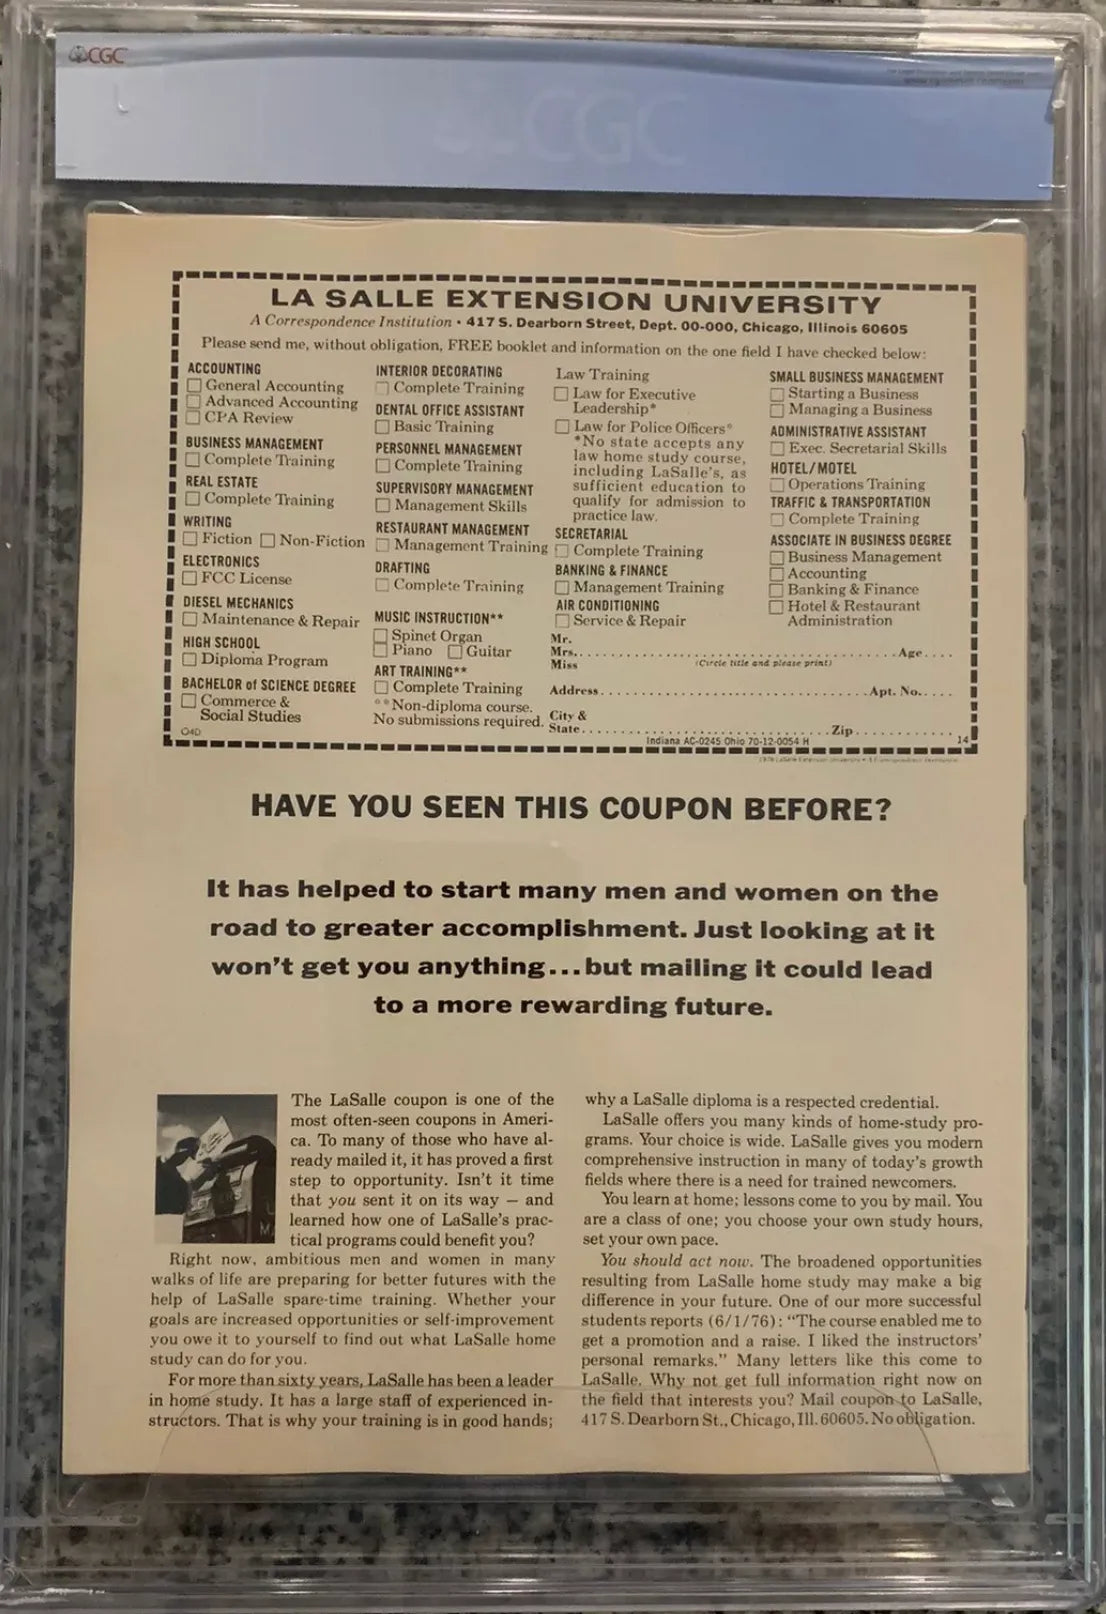 CGC
CGC
LA SALLE EXTENSION UNIVERSITY
A Correspondence Institution • 417 S. Dearborn Street, Dept. 00-000, Chicago, Illinois 60605
Please send me, without obligation, FREE booklet and information on the one field I have checked below:
ACCOUNTING
General Accounting
Advanced Accounting
CPA Review
BUSINESS MANAGEMENT
Complete Training
REAL ESTATE
Complete Training
WRITING
Fiction Non-Fiction
ELECTRONICS
FCC License
DIESEL MECHANICS
Maintenance & Repair
HIGH SCHOOL
Diploma Program
BACHELOR of SCIENCE DEGREE
Commerce &
Social Studies
INTERIOR DECORATING
Complete Training
DENTAL OFFICE ASSISTANT
Basic Training
PERSONNEL MANAGEMENT
Complete Training
SUPERVISORY MANAGEMENT
Management Skills
RESTAURANT MANAGEMENT
Management Training
DRAFTING
Complete Training
MUSIC INSTRUCTION**
Spinet Organ
Piano Guitar
ART TRAINING**
Complete Training
**Non-diploma course.
No submissions required.
Law Training
Law for Executive
Leadership*
Law for Police Officers*
*No state accepts any
law home study course,
including LaSalle's, as
sufficient education to
qualify for admission to
practice law.
SECRETARIAL
Complete Training
BANKING & FINANCE
Management Training
AIR CONDITIONING
Service & Repair
SMALL BUSINESS MANAGEMENT
Starting a Business
Managing a Business
ADMINISTRATIVE ASSISTANT
Exec. Secretarial Skills
HOTEL/MOTEL
Operations Training
TRAFFIC & TRANSPORTATION
Complete Training
ASSOCIATE IN BUSINESS DEGREE
Business Management
Accounting
Banking & Finance
Hotel & Restaurant
Administration
Mr.
Mrs. Age
Miss (Circle title and please print)
Address Apt. No.
City &
State Zip
O4D
Indiana AC-0245 Ohio 70-12-0054 H 14
HAVE YOU SEEN THIS COUPON BEFORE?
It has helped to start many men and women on the
road to greater accomplishment. Just looking at it
won't get you anything...but mailing it could lead
to a more rewarding future.
The LaSalle coupon is one of the
most often-seen coupons in Ameri-
ca. To many of those who have al-
ready mailed it, it has proved a first
step to opportunity. Isn't it time
that you sent it on its way — and
learned how one of LaSalle's prac-
tical programs could benefit you?
Right now, ambitious men and women in many
walks of life are preparing for better futures with the
help of LaSalle spare-time training. Whether your
goals are increased opportunities or self-improvement
you owe it to yourself to find out what LaSalle home
study can do for you.
For more than sixty years, LaSalle has been a leader
in home study. It has a large staff of experienced in-
structors. That is why your training is in good hands;
why a LaSalle diploma is a respected credential.
LaSalle offers you many kinds of home-study pro-
grams. Your choice is wide. LaSalle gives you modern
comprehensive instruction in many of today's growth
fields where there is a need for trained newcomers.
You learn at home; lessons come to you by mail. You
are a class of one; you choose your own study hours,
set your own pace.
You should act now. The broadened opportunities
resulting from LaSalle home study may make a big
difference in your future. One of our more successful
students reports (6/1/76): "The course enabled me to
get a promotion and a raise. I liked the instructors'
personal remarks." Many letters like this come to
LaSalle. Why not get full information right now on
the field that interests you? Mail coupon to LaSalle,
417 S. Dearborn St., Chicago, Ill. 60605. No obligation.